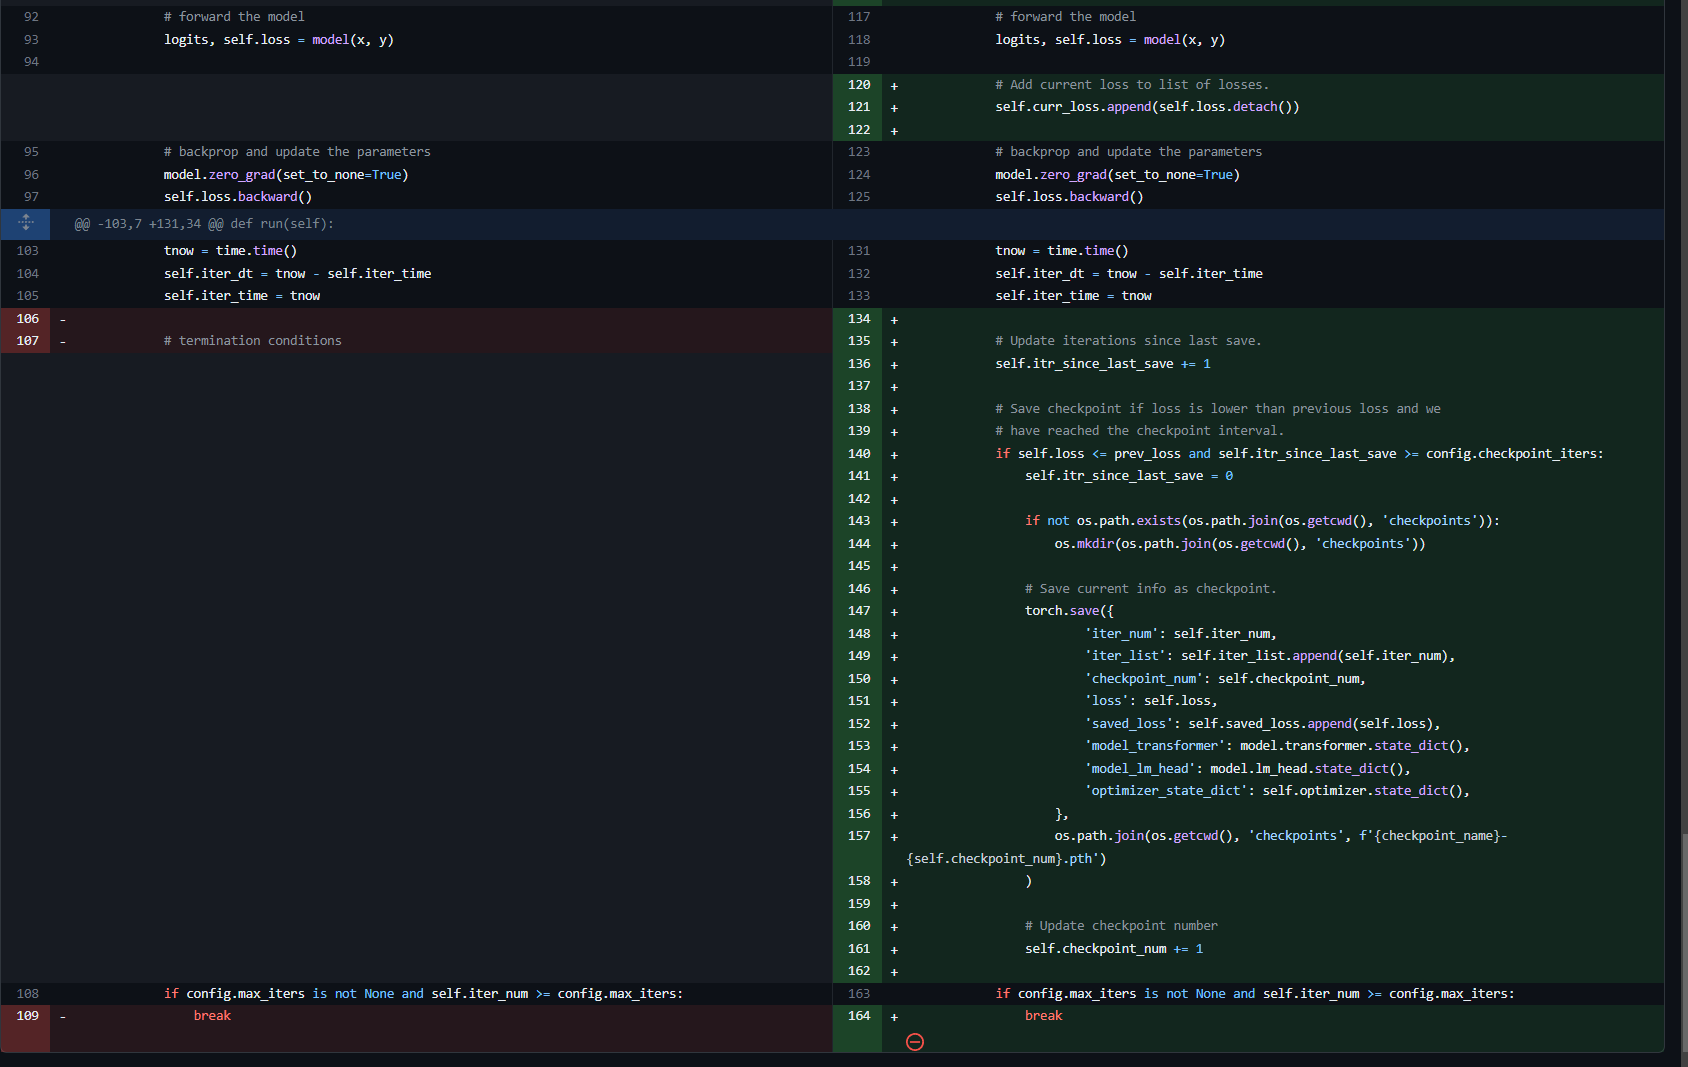 92 # forward the model
93 logits, self.loss = model(x, y)
94
95 # backprop and update the parameters
96 model.zero_grad(set_to_none=True)
97 self.loss.backward()
@@ -103,7 +131,34 @@ def run(self):
103 tnow = time.time()
104 self.iter_dt = tnow - self.iter_time
105 self.iter_time = tnow
106 -
107 - # termination conditions
108 if config.max_iters is not None and self.iter_num >= config.max_iters:
109 - break
117 # forward the model
118 logits, self.loss = model(x, y)
119
120 + # Add current loss to list of losses.
121 + self.curr_loss.append(self.loss.detach())
122 +
123 # backprop and update the parameters
124 model.zero_grad(set_to_none=True)
125 self.loss.backward()
131 tnow = time.time()
132 self.iter_dt = tnow - self.iter_time
133 self.iter_time = tnow
134 +
135 + # Update iterations since last save.
136 + self.itr_since_last_save += 1
137 +
138 + # Save checkpoint if loss is lower than previous loss and we
139 + # have reached the checkpoint interval.
140 + if self.loss <= prev_loss and self.itr_since_last_save >= config.checkpoint_iters:
141 + self.itr_since_last_save = 0
142 +
143 + if not os.path.exists(os.path.join(os.getcwd(), 'checkpoints')):
144 + os.mkdir(os.path.join(os.getcwd(), 'checkpoints'))
145 +
146 + # Save current info as checkpoint.
147 + torch.save({
148 + 'iter_num': self.iter_num,
149 + 'iter_list': self.iter_list.append(self.iter_num),
150 + 'checkpoint_num': self.checkpoint_num,
151 + 'loss': self.loss,
152 + 'saved_loss': self.saved_loss.append(self.loss),
153 + 'model_transformer': model.transformer.state_dict(),
154 + 'model_lm_head': model.lm_head.state_dict(),
155 + 'optimizer_state_dict': self.optimizer.state_dict(),
156 + },
157 + os.path.join(os.getcwd(), 'checkpoints', f'{checkpoint_name}-
{self.checkpoint_num}.pth')
158 + )
159 +
160 + # Update checkpoint number
161 + self.checkpoint_num += 1
162 +
163 if config.max_iters is not None and self.iter_num >= config.max_iters:
164 + break